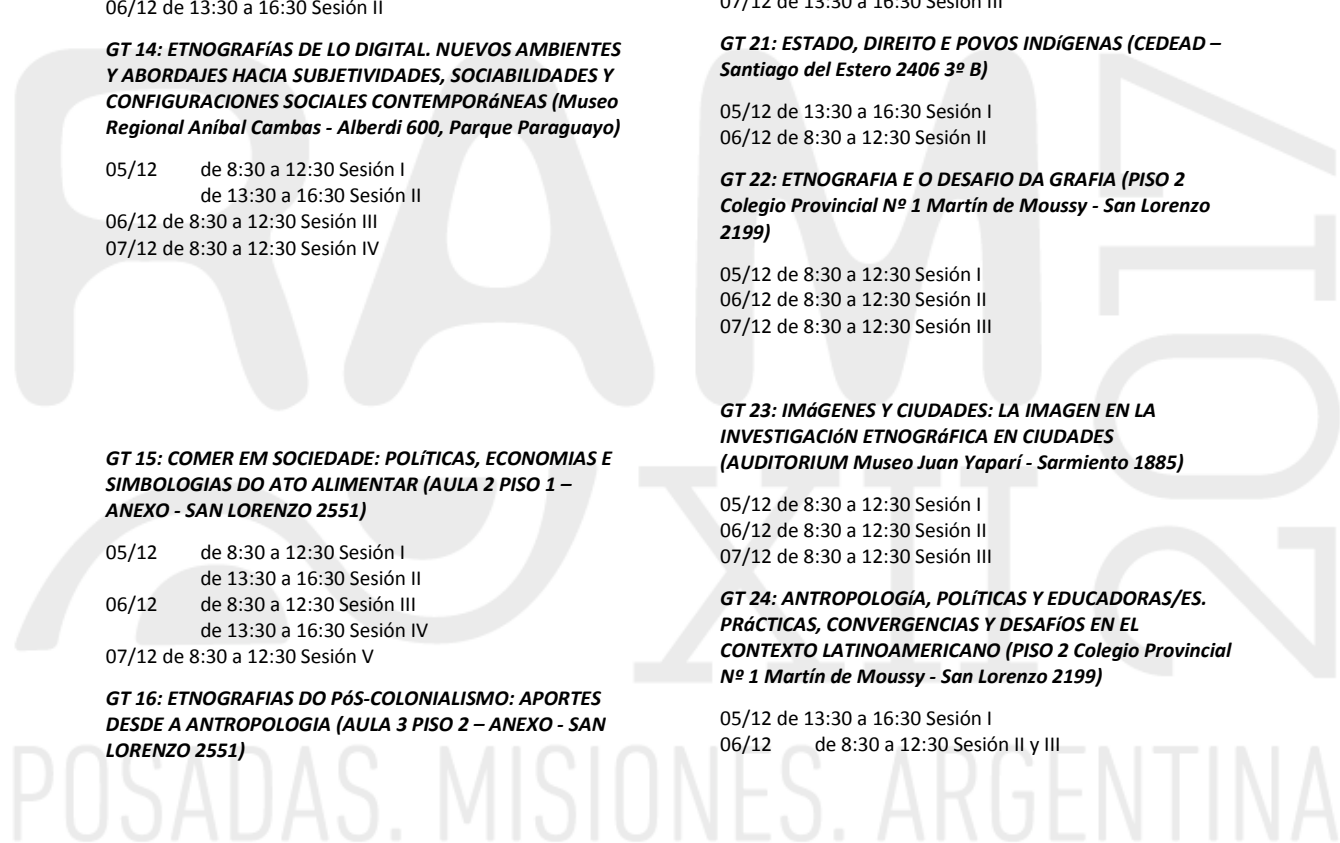 06/12 de 13:30 a 16:30 Sesión II
GT 14: ETNOGRAFíAS DE LO DIGITAL. NUEVOS AMBIENTES
Y ABORDAJES HACIA SUBJETIVIDADES, SOCIABILIDADES Y
CONFIGURACIONES SOCIALES CONTEMPORáNEAS (Museo
Regional Aníbal Cambas - Alberdi 600, Parque Paraguayo)
05/12 de 8:30 a 12:30 Sesión I
de 13:30 a 16:30 Sesión II
06/12 de 8:30 a 12:30 Sesión III
07/12 de 8:30 a 12:30 Sesión IV
GT 15: COMER EM SOCIEDADE: POLíTICAS, ECONOMIAS E
SIMBOLOGIAS DO ATO ALIMENTAR (AULA 2 PISO 1 –
ANEXO - SAN LORENZO 2551)
05/12 de 8:30 a 12:30 Sesión I
de 13:30 a 16:30 Sesión II
06/12 de 8:30 a 12:30 Sesión III
de 13:30 a 16:30 Sesión IV
07/12 de 8:30 a 12:30 Sesión V
GT 16: ETNOGRAFIAS DO PóS-COLONIALISMO: APORTES
DESDE A ANTROPOLOGIA (AULA 3 PISO 2 – ANEXO - SAN
LORENZO 2551)
07/12 de 13:30 a 16:30 Sesión III
GT 21: ESTADO, DIREITO E POVOS INDíGENAS (CEDEAD –
Santiago del Estero 2406 3º B)
05/12 de 13:30 a 16:30 Sesión I
06/12 de 8:30 a 12:30 Sesión II
GT 22: ETNOGRAFIA E O DESAFIO DA GRAFIA (PISO 2
Colegio Provincial Nº 1 Martín de Moussy - San Lorenzo
2199)
05/12 de 8:30 a 12:30 Sesión I
06/12 de 8:30 a 12:30 Sesión II
07/12 de 8:30 a 12:30 Sesión III
GT 23: IMáGENES Y CIUDADES: LA IMAGEN EN LA
INVESTIGACIóN ETNOGRáFICA EN CIUDADES
(AUDITORIUM Museo Juan Yaparí - Sarmiento 1885)
05/12 de 8:30 a 12:30 Sesión I
06/12 de 8:30 a 12:30 Sesión II
07/12 de 8:30 a 12:30 Sesión III
GT 24: ANTROPOLOGíA, POLíTICAS Y EDUCADORAS/ES.
PRáCTICAS, CONVERGENCIAS Y DESAFíOS EN EL
CONTEXTO LATINOAMERICANO (PISO 2 Colegio Provincial
Nº 1 Martín de Moussy - San Lorenzo 2199)
05/12 de 13:30 a 16:30 Sesión I
06/12 de 8:30 a 12:30 Sesión II y III
RAM
XII
2017
POSADAS. MISIONES. ARGENTINA